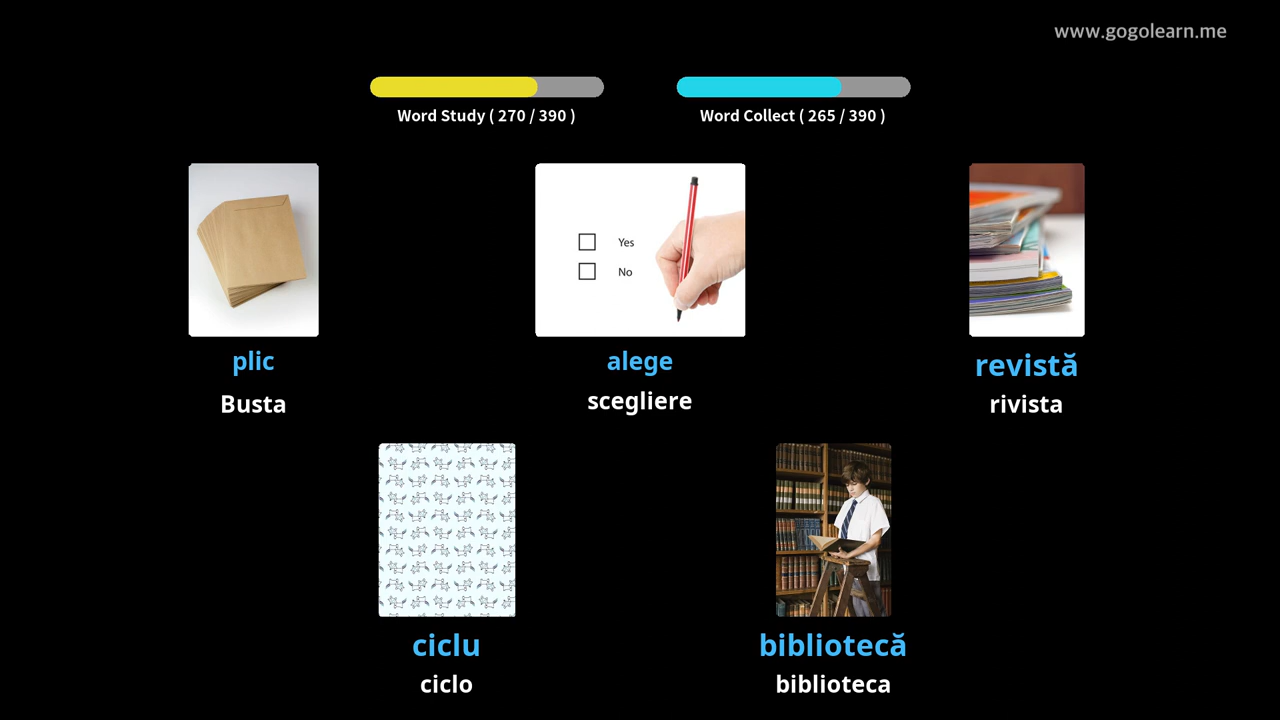 www.gogolearn.me
Word Study ( 270 / 390 )
Word Collect ( 265 / 390 )
Yes
No
plic
alege
revistă
Busta
scegliere
rivista
ciclu
bibliotecă
ciclo
biblioteca